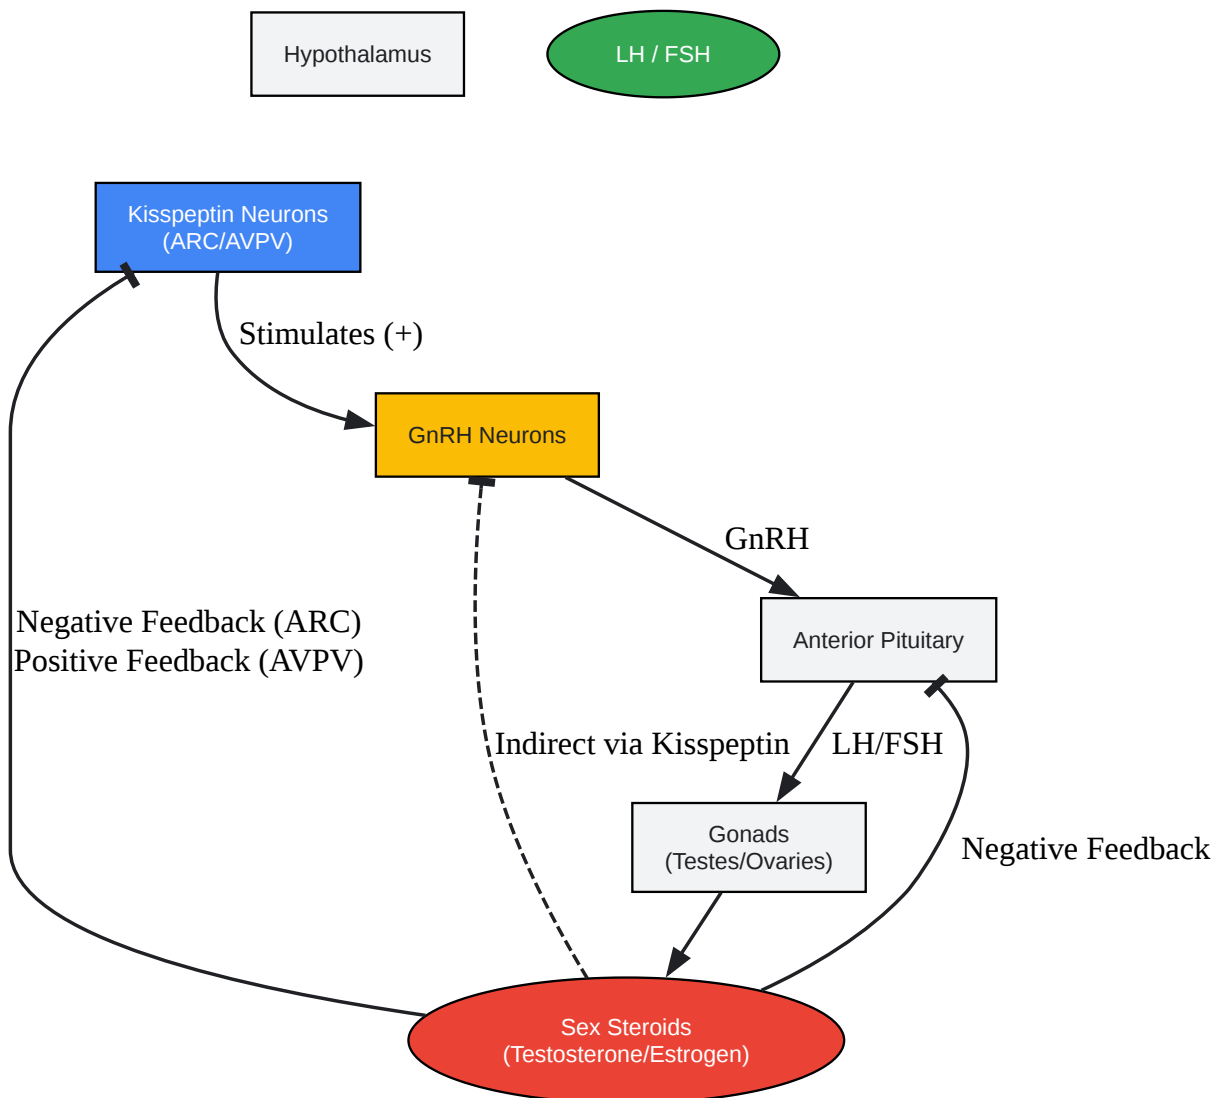 Hypothalamus
LH / FSH
Kisspeptin Neurons
(ARC/AVPV)
Stimulates (+)
GnRH Neurons
GnRH
Negative Feedback (ARC)
Positive Feedback (AVPV)
Anterior Pituitary
Indirect via Kisspeptin
LH/FSH
Gonads
(Testes/Ovaries)
Negative Feedback
Sex Steroids
(Testosterone/Estrogen)